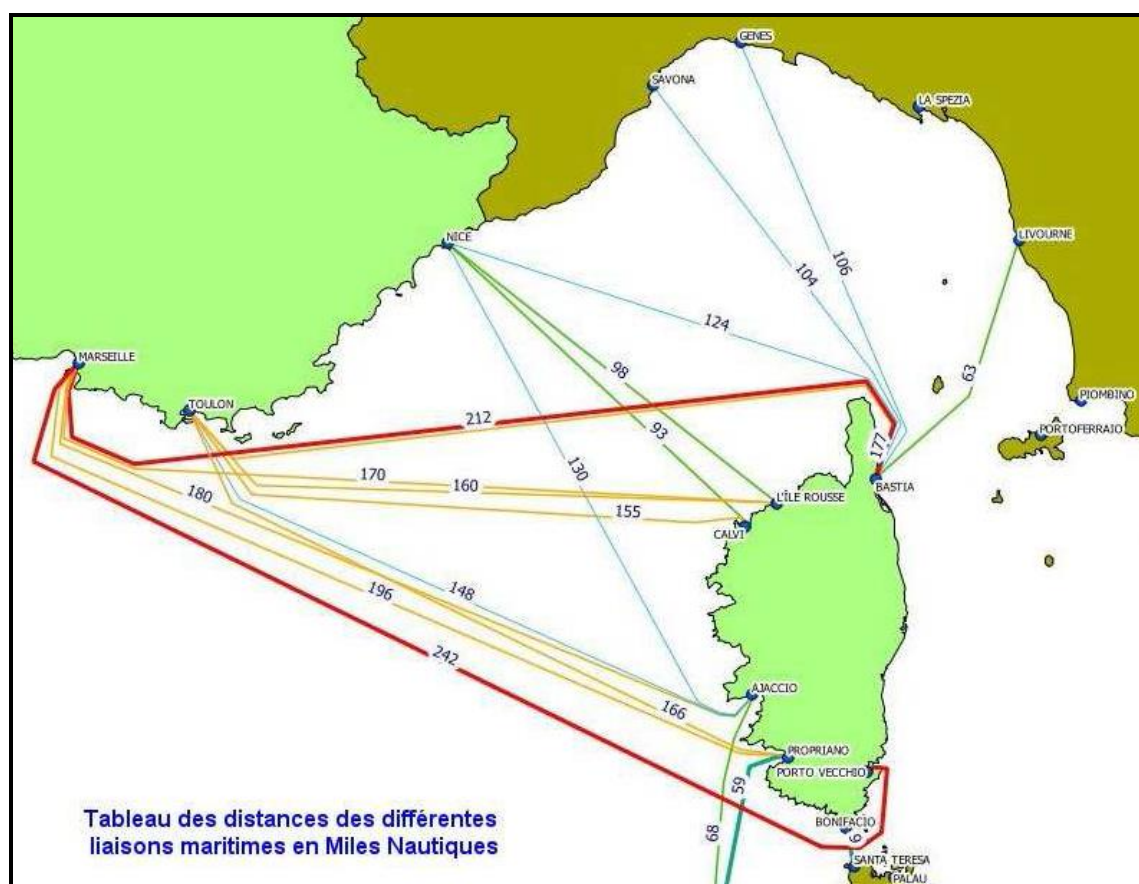 GENES
SAVONA
LA SPEZIA
NICE
LIVOURNE
106
104
124
MARSEILLE
98
63
TOULON
PIOMBINO
212
93
PORTOFERRAIO
177
130
170
160
BASTIA
180
L'ÎLE ROUSSE
155
CALVI
148
196
242
AJACCIO
166
PROPRIANO
PORTO VECCHIO
59
68
BONIFACIO
9
SANTA TERESA
PALAU
Tableau des distances des différentes
liaisons maritimes en Miles Nautiques